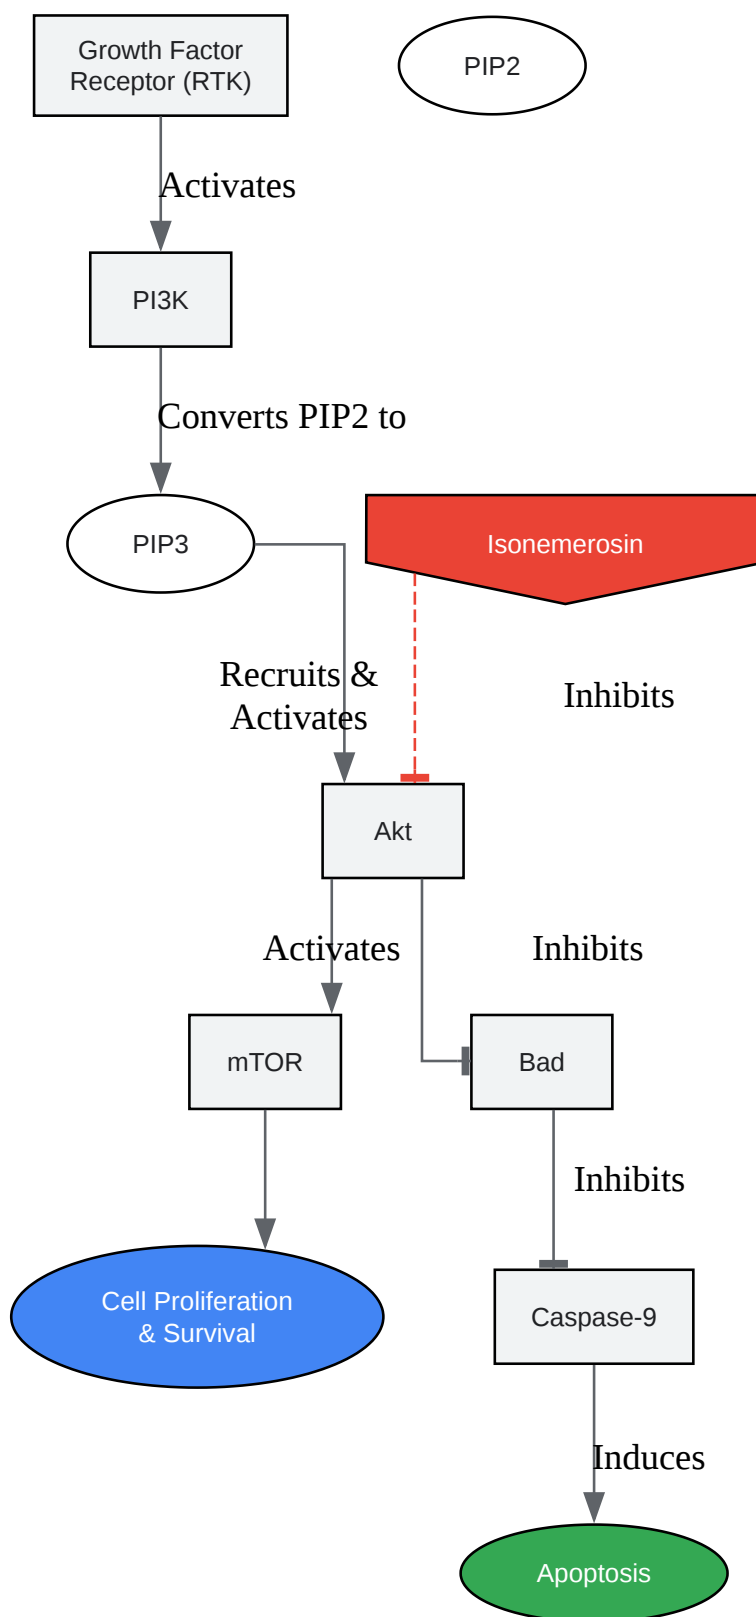 Growth Factor
Receptor (RTK)
PIP2
Activates
PI3K
Converts PIP2 to
PIP3
Isonemerosin
Recruits &
Activates
Inhibits
Akt
Activates
Inhibits
mTOR
Bad
Inhibits
Cell Proliferation
& Survival
Caspase-9
Induces
Apoptosis